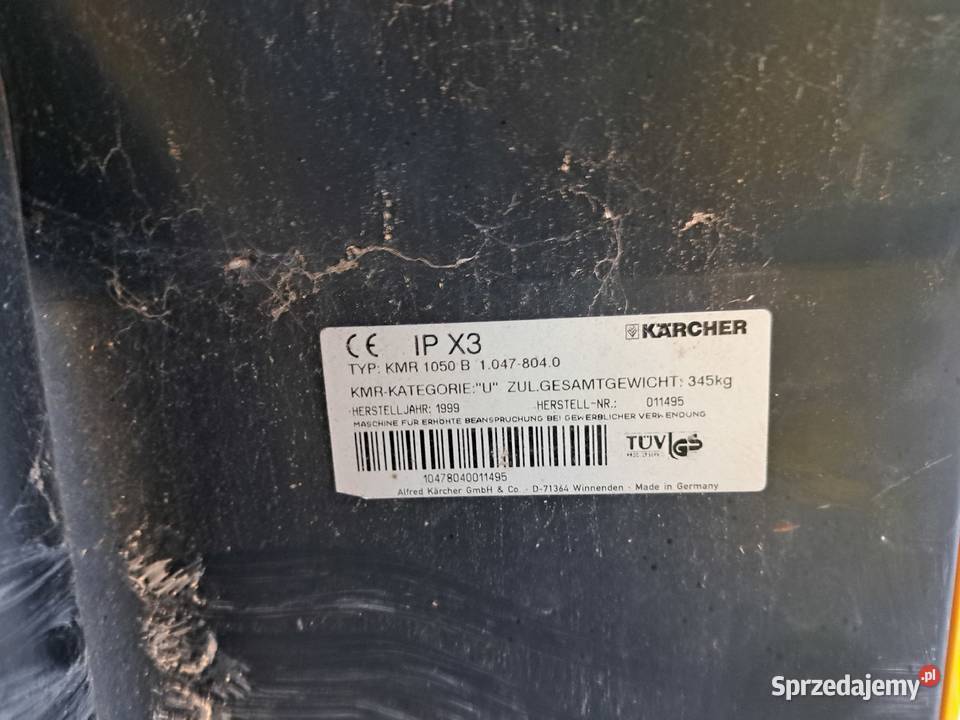 CE IP X3 KÄRCHER
TYP: KMR 1050 B 1.047-804.0
KMR-KATEGORIE:"U" ZUL.GESAMTGEWICHT: 345kg
HERSTELLJAHR: 1999 HERSTELL-NR.: 011495
MASCHINE FÜR ERHÖHTE BEANSPRUCHUNG BEI GEWERBLICHER VERWENDUNG
TÜV GS
10478040011495
Alfred Kärcher GmbH & Co. - D-71364 Winnenden - Made in Germany
Sprzedajemy.pl